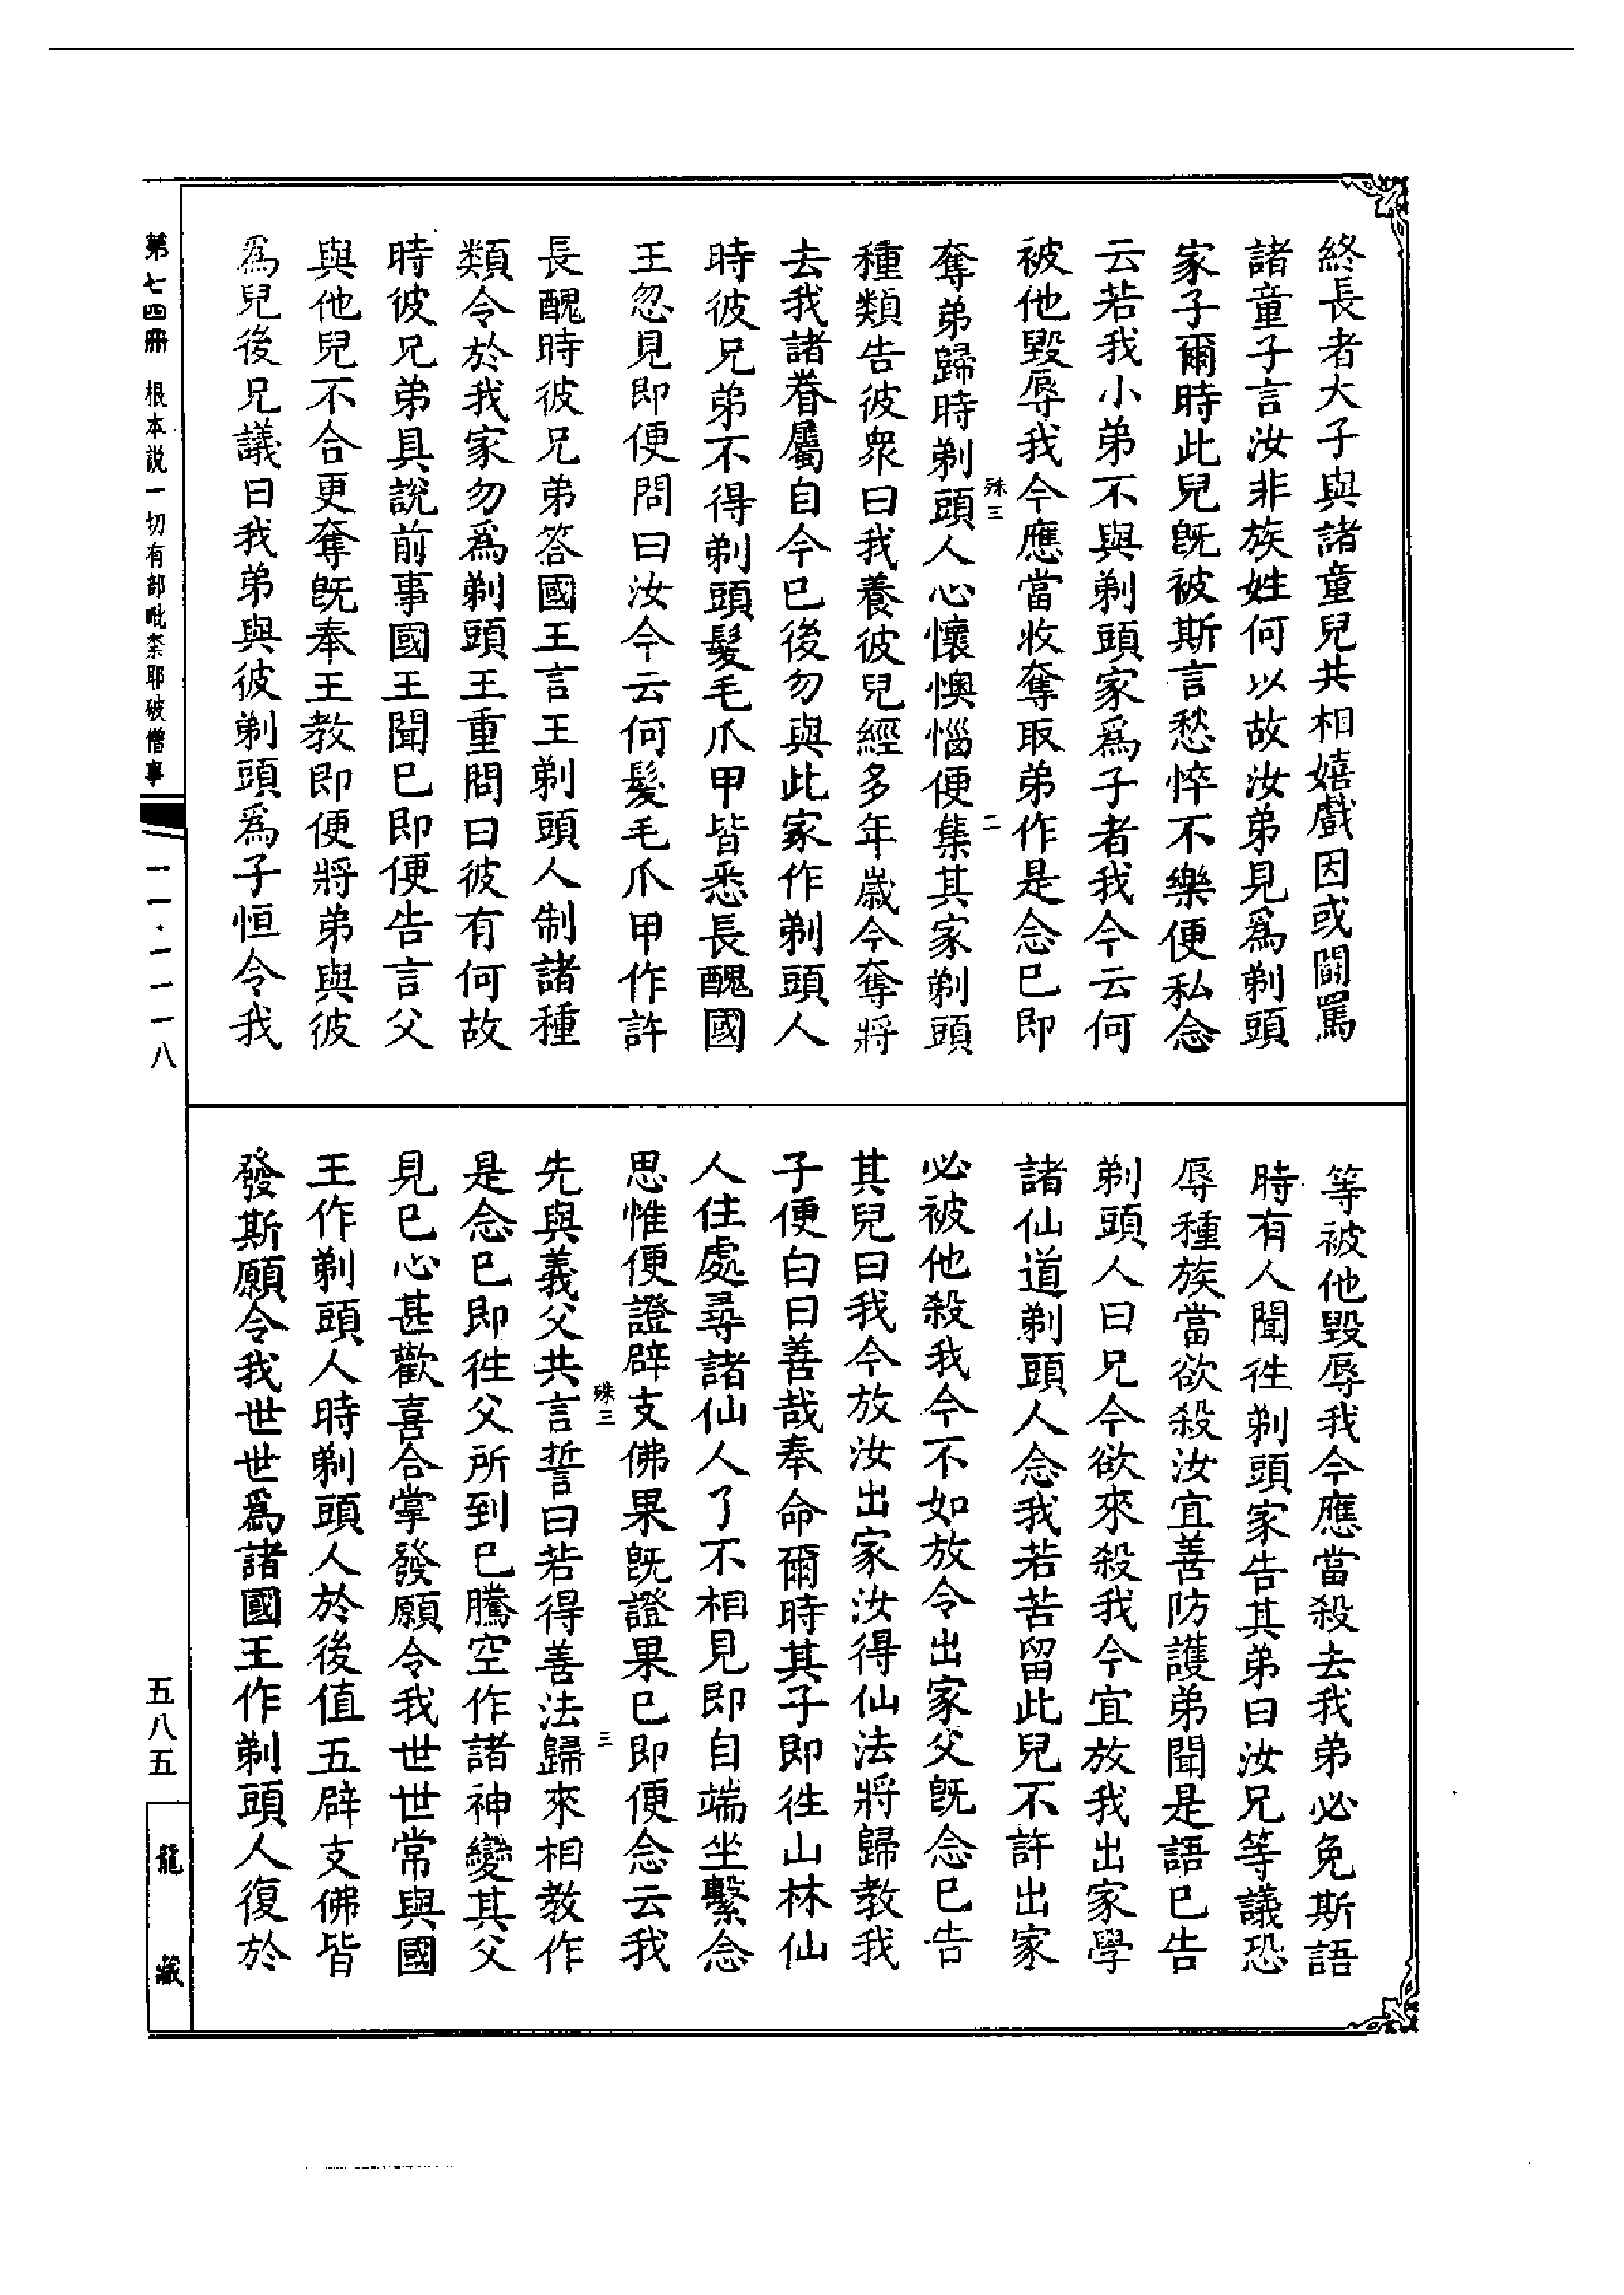 終長者大子與諸童兒共相嬉戲因或鬪罵
諸童子言汝非族姓何以故汝弟見為剃頭
家子爾時此兒既被斯言愁悴不樂便私念
云若我小弟不與剃頭家為子者我今云何
被他毀辱我今應當收奪取弟作是念已即
殊三
二
奪弟歸時剃頭人心懷懊惱便集其家剃頭
種類告彼眾曰我養彼兒經多年歲今奪將
去我諸眷屬自今已後勿與此家作剃頭人
時彼兄弟不得剃頭髮毛爪甲皆悉長醜國
王忽見即便問曰汝今云何髮毛爪甲作許
長醜時彼兄弟答國王言王剃頭人制諸種
類令於我家勿為剃頭王重問曰彼有何故
時彼兄弟具說前事國王聞已即便告言父
與他兒不合更奪既奉王教即便將弟與彼
為兒後兄議曰我弟與彼剃頭為子恒令我
等被他毀辱我今應當殺去我弟必免斯語
時有人聞往剃頭家告其弟曰汝兄等議恐
辱種族當欲殺汝宜善防護弟聞是語已告
剃頭人曰兄今欲來殺我今宜放我出家學
諸仙道剃頭人念我若苦留此兒不許出家
必被他殺我今不如放令出家父既念已告
其兒曰我今放汝出家汝得仙法將歸教我
子便白曰善哉奉命爾時其子即往山林仙
人住處尋諸仙人了不相見即自端坐繫念
思惟便證辟支佛果既證果已即便念云我
殊三
三
先與義父共言誓曰若得善法歸來相教作
是念已即往父所到已騰空作諸神變其父
見已心甚歡喜合掌發願令我世世常與國
王作剃頭人時剃頭人於後值五辟支佛皆
發斯願令我世世為諸國王作剃頭人復於
第七四冊 根本説一切有部毗柰耶破僧事
一一·一一一八
五八五
龍藏